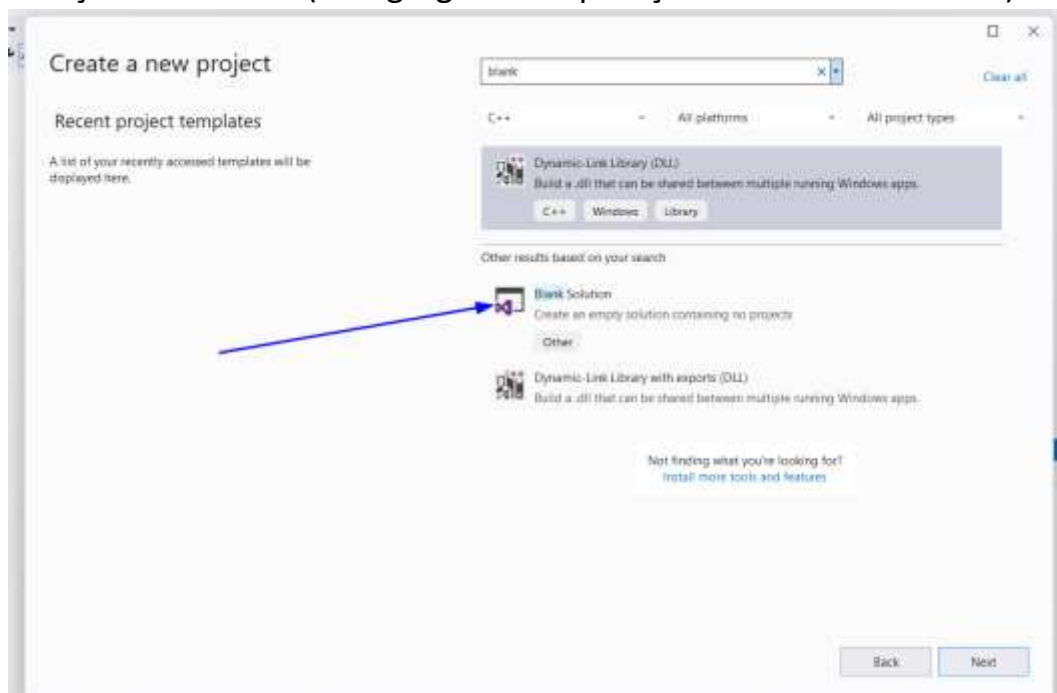 Create a new project
blank
Clear all
Recent project templates
C++
All platforms
All project types
A list of your recently accessed templates will be
displayed here.
Dynamic-Link Library (DLL)
Build a .dll that can be shared between multiple running Windows apps.
C++ Windows Library
Other results based on your search
Blank Solution
Create an empty solution containing no projects
Other
Dynamic-Link Library with exports (DLL)
Build a .dll that can be shared between multiple running Windows apps.
Not finding what you're looking for?
Install more tools and features
Back
Next